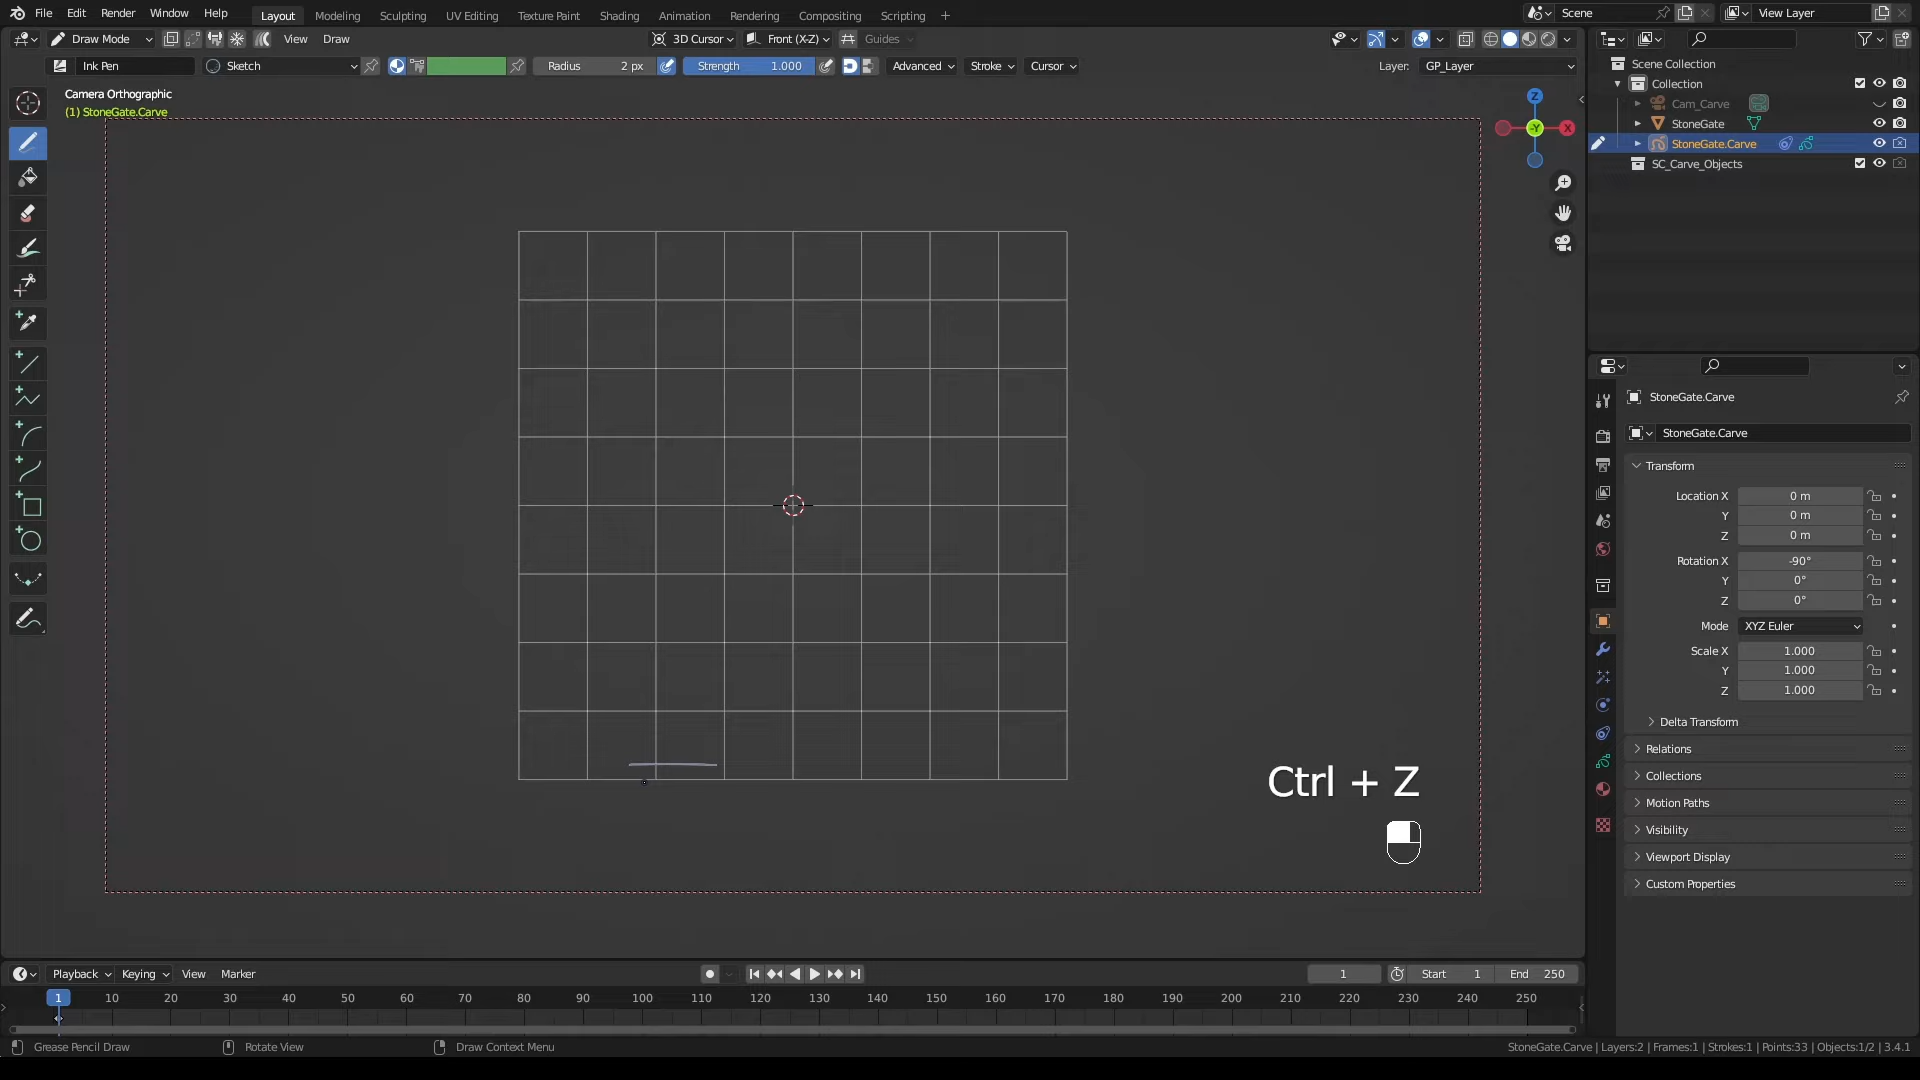 File Edit Render Window Help Layout Modeling Sculpting UV Editing Texture Paint Shading Animation Rendering Compositing Scripting + Scene View Layer
Draw Mode View Draw 3D Cursor Front (X-Z) Guides
Ink Pen Sketch Radius 2 px Strength 1.000 Advanced Stroke Cursor Layer: GP_Layer
Camera Orthographic
(1) StoneGate.Carve
Z
-Y
X
Scene Collection
Collection
Cam_Carve
StoneGate
StoneGate.Carve
SC_Carve_Objects
StoneGate.Carve
StoneGate.Carve
Transform
Location X 0 m
Y 0 m
Z 0 m
Rotation X -90°
Y 0°
Z 0°
Mode XYZ Euler
Scale X 1.000
Y 1.000
Z 1.000
Delta Transform
Relations
Collections
Motion Paths
Visibility
Viewport Display
Custom Properties
Ctrl + Z
Playback Keying View Marker 1 Start 1 End 250
1 10 20 30 40 50 60 70 80 90 100 110 120 130 140 150 160 170 180 190 200 210 220 230 240 250
Grease Pencil Draw Rotate View Draw Context Menu StoneGate.Carve | Layers:2 | Frames:1 | Strokes:1 | Points:33 | Objects:1/2 | 3.4.1